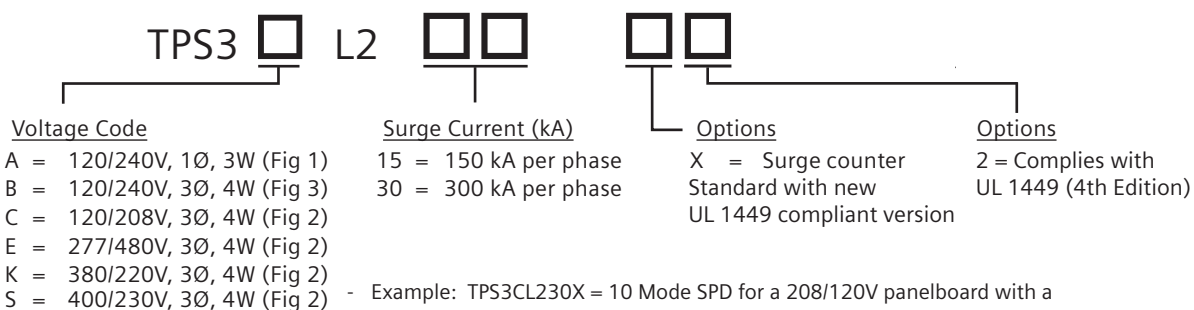 TPS3 L2
Voltage Code
A = 120/240V, 1Ø, 3W (Fig 1)
B = 120/240V, 3Ø, 4W (Fig 3)
C = 120/208V, 3Ø, 4W (Fig 2)
E = 277/480V, 3Ø, 4W (Fig 2)
K = 380/220V, 3Ø, 4W (Fig 2)
S = 400/230V, 3Ø, 4W (Fig 2)
Surge Current (kA)
15 = 150 kA per phase
30 = 300 kA per phase
Options
X = Surge counter
Standard with new
UL 1449 compliant version
Options
2 = Complies with
UL 1449 (4th Edition)
- Example: TPS3CL230X = 10 Mode SPD for a 208/120V panelboard with a